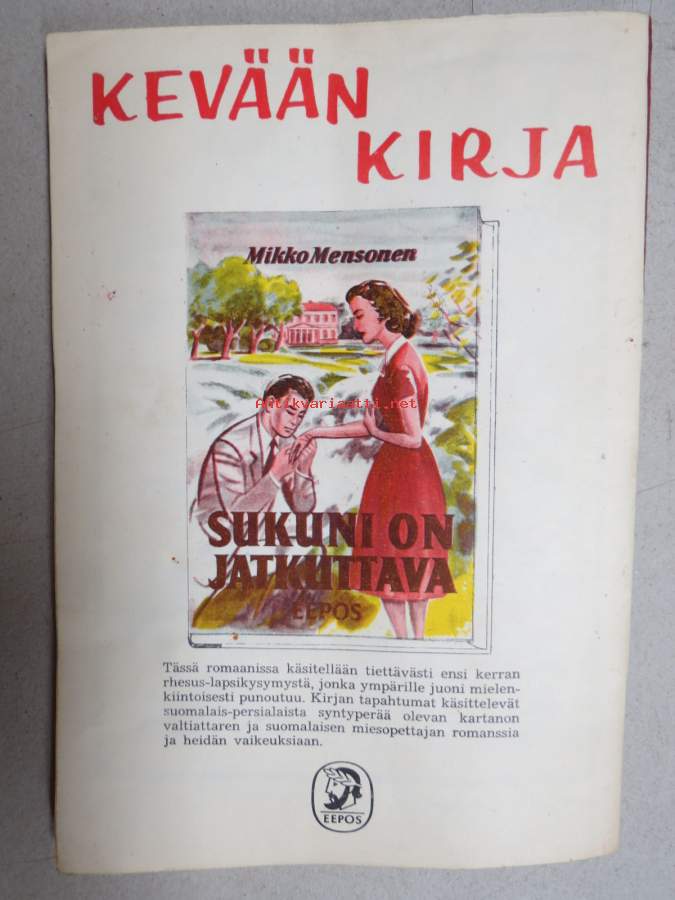 KEVÄÄN
KIRJA
Mikko Mensonen
Antikvariaatti.net
SUKUNI ON
JATKUTTAVA
EEPOS
Tässä romaanissa käsitellään tiettävästi ensi kerran
rhesus-lapsikysymystä, jonka ympärille juoni mielen-
kiintoisesti punoutuu. Kirjan tapahtumat käsittelevät
suomalais-persialaista syntyperää olevan kartanon
valtiattaren ja suomalaisen miesopettajan romanssia
ja heidän vaikeuksiaan.
EEPOS